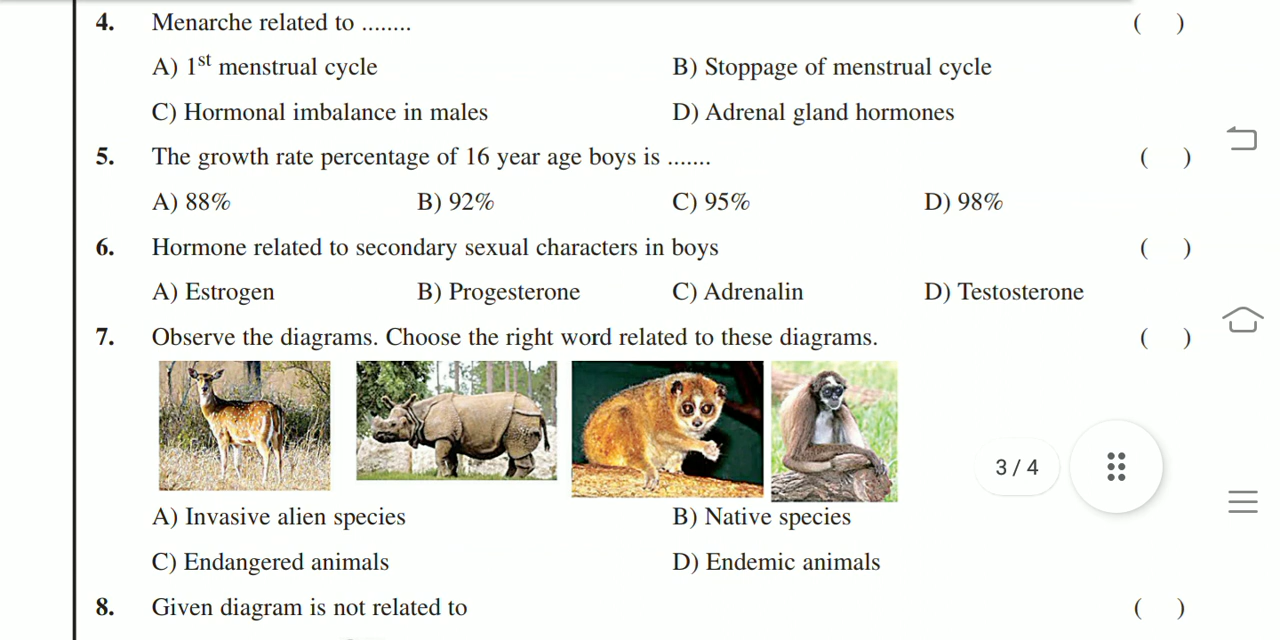 4. Menarche related to ........ ( )
A) 1st menstrual cycle B) Stoppage of menstrual cycle
C) Hormonal imbalance in males D) Adrenal gland hormones
5. The growth rate percentage of 16 year age boys is ....... ( )
A) 88% B) 92% C) 95% D) 98%
6. Hormone related to secondary sexual characters in boys ( )
A) Estrogen B) Progesterone C) Adrenalin D) Testosterone
7. Observe the diagrams. Choose the right word related to these diagrams. ( )
3 / 4
A) Invasive alien species B) Native species
C) Endangered animals D) Endemic animals
8. Given diagram is not related to ( )